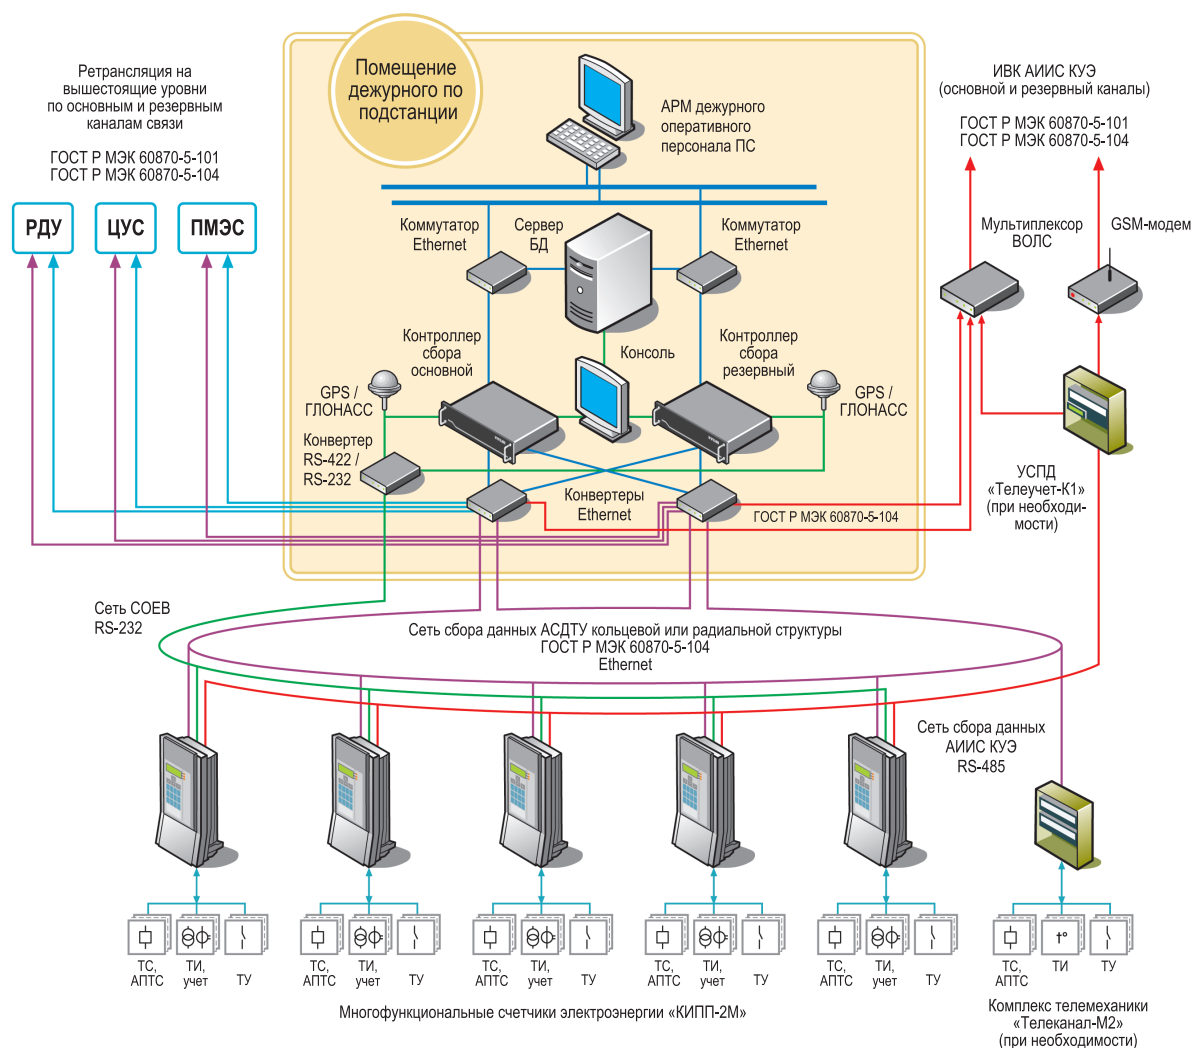 Помещение
дежурного по
подстанции
Ретрансляция на
вышестоящие уровни
по основным и резервным
каналам связи
ГОСТ Р МЭК 60870-5-101
ГОСТ Р МЭК 60870-5-104
РДУ
ЦУС
ПМЭС
АРМ дежурного
оперативного
персонала ПС
ИВК АИИС КУЭ
(основной и резервный каналы)
ГОСТ Р МЭК 60870-5-101
ГОСТ Р МЭК 60870-5-104
Коммутатор
Ethernet
Сервер
БД
Коммутатор
Ethernet
Мультиплексор
ВОЛС
GSM-модем
Контроллер
сбора
основной
Консоль
Контроллер
сбора
резервный
GPS /
ГЛОНАСС
GPS /
ГЛОНАСС
Конвертер
RS-422 /
RS-232
Конвертеры
Ethernet
ГОСТ Р МЭК 60870-5-104
УСПД
«Телеучет-К1»
(при необходи-
мости)
Сеть СОЕВ
RS-232
Сеть сбора данных АСДТУ кольцевой или радиальной структуры
ГОСТ Р МЭК 60870-5-104
Ethernet
Сеть сбора данных
АИИС КУЭ
RS-485
ТС,
АПТС
ТИ,
учет
ТУ
ТС,
АПТС
ТИ,
учет
ТУ
ТС,
АПТС
ТИ,
учет
ТУ
ТС,
АПТС
ТИ,
учет
ТУ
ТС,
АПТС
ТИ,
учет
ТУ
t°
ТС,
АПТС
ТИ
ТУ
Многофункциональные счетчики электроэнергии «КИПП-2М»
Комплекс телемеханики
«Телеканал-М2»
(при необходимости)